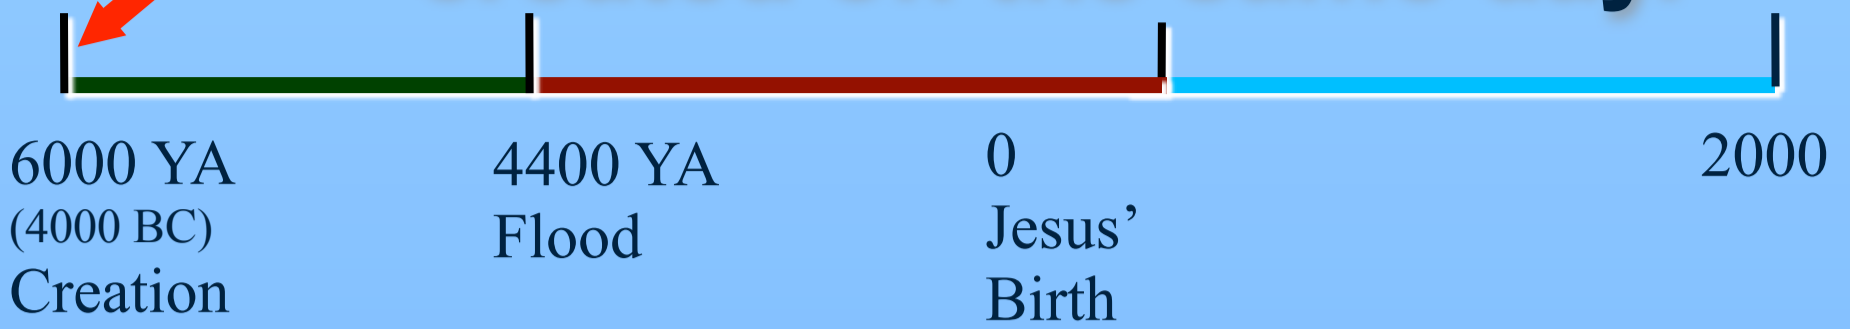 6000 YA 4400 YA 0 2000
(4000 BC) Flood Jesus’
Creation Birth